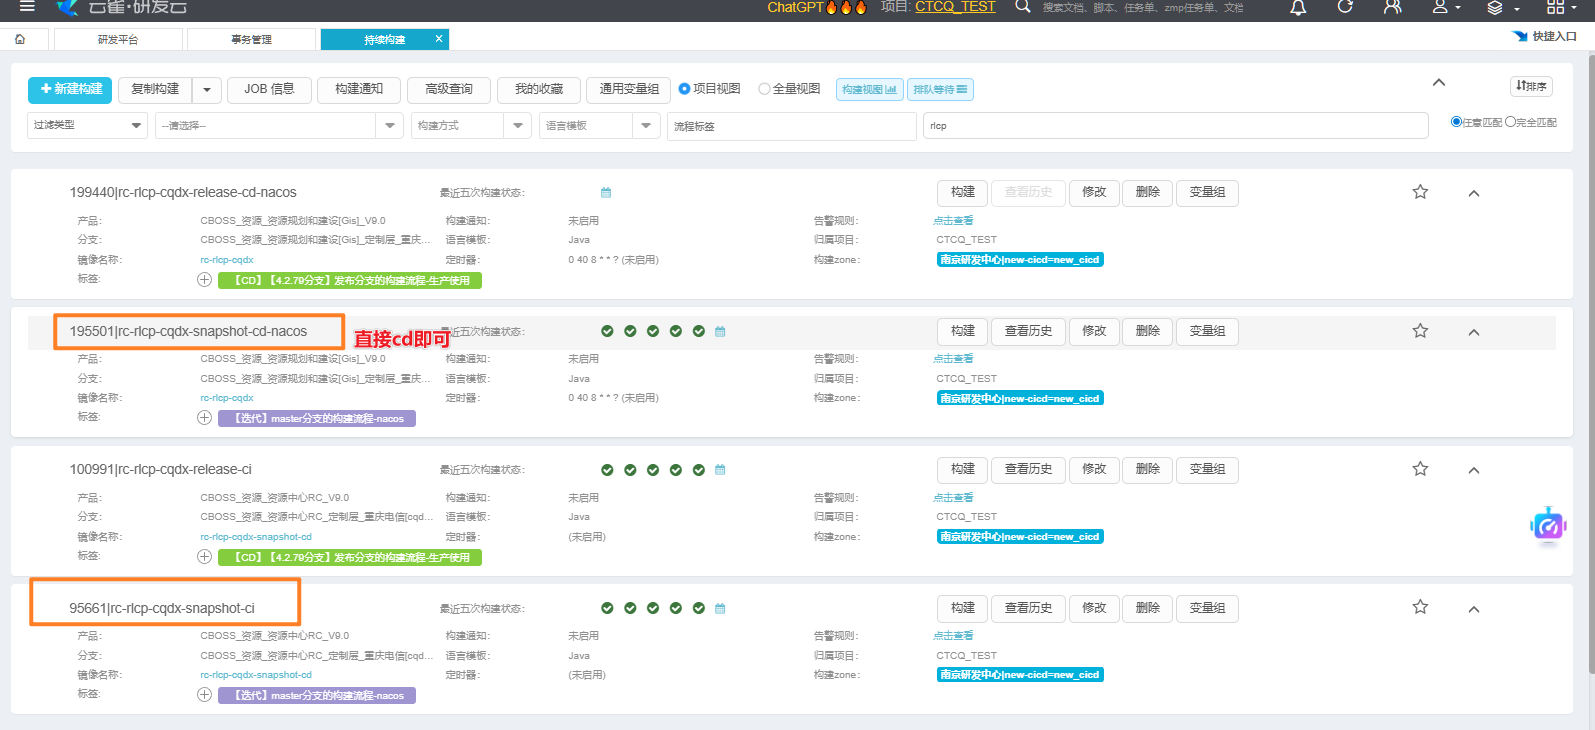 云雀·研发云
ChatGPT🔥🔥🔥 项目: CTCQ_TEST 搜索文档、脚本、任务单、zmp任务单、文档
研发平台 事务管理 持续构建 × 快捷入口
+ 新建构建 复制构建 JOB 信息 构建通知 高级查询 我的收藏 通用变量组 项目视图 全量视图 构建视图 排队等待 排序
过滤类型 --请选择-- 构建方式 语言模板 流程标签 rlcp 任意匹配 完全匹配
199440|rc-rlcp-cqdx-release-cd-nacos 最近五次构建状态: 构建 查看历史 修改 删除 变量组
产品: CBOSS_资源_资源规划和建设[Gis]_V9.0 构建通知: 未启用 告警规则: 点击查看
分支: CBOSS_资源_资源规划和建设[Gis]_定制层_重庆... 语言模板: Java 归属项目: CTCQ_TEST
镜像名称: rc-rlcp-cqdx 定时器: 0 40 8 * * ? (未启用) 构建zone: 南京研发中心|new-cicd=new_cicd
标签: 【CD】【4.2.79分支】发布分支的构建流程-生产使用
195501|rc-rlcp-cqdx-snapshot-cd-nacos 直接cd即可 最近五次构建状态: 构建 查看历史 修改 删除 变量组
产品: CBOSS_资源_资源规划和建设[Gis]_V9.0 构建通知: 未启用 告警规则: 点击查看
分支: CBOSS_资源_资源规划和建设[Gis]_定制层_重庆... 语言模板: Java 归属项目: CTCQ_TEST
镜像名称: rc-rlcp-cqdx 定时器: 0 40 8 * * ? (未启用) 构建zone: 南京研发中心|new-cicd=new_cicd
标签: 【迭代】master分支的构建流程-nacos
100991|rc-rlcp-cqdx-release-ci 最近五次构建状态: 构建 查看历史 修改 删除 变量组
产品: CBOSS_资源_资源中心RC_V9.0 构建通知: 未启用 告警规则: 点击查看
分支: CBOSS_资源_资源中心RC_定制层_重庆电信[cqd... 语言模板: Java 归属项目: CTCQ_TEST
镜像名称: rc-rlcp-cqdx-snapshot-cd 定时器: (未启用) 构建zone: 南京研发中心|new-cicd=new_cicd
标签: 【CD】【4.2.79分支】发布分支的构建流程-生产使用
95661|rc-rlcp-cqdx-snapshot-ci 最近五次构建状态: 构建 查看历史 修改 删除 变量组
产品: CBOSS_资源_资源中心RC_V9.0 构建通知: 未启用 告警规则: 点击查看
分支: CBOSS_资源_资源中心RC_定制层_重庆电信[cqd... 语言模板: Java 归属项目: CTCQ_TEST
镜像名称: rc-rlcp-cqdx-snapshot-cd 定时器: (未启用) 构建zone: 南京研发中心|new-cicd=new_cicd
标签: 【迭代】master分支的构建流程-nacos